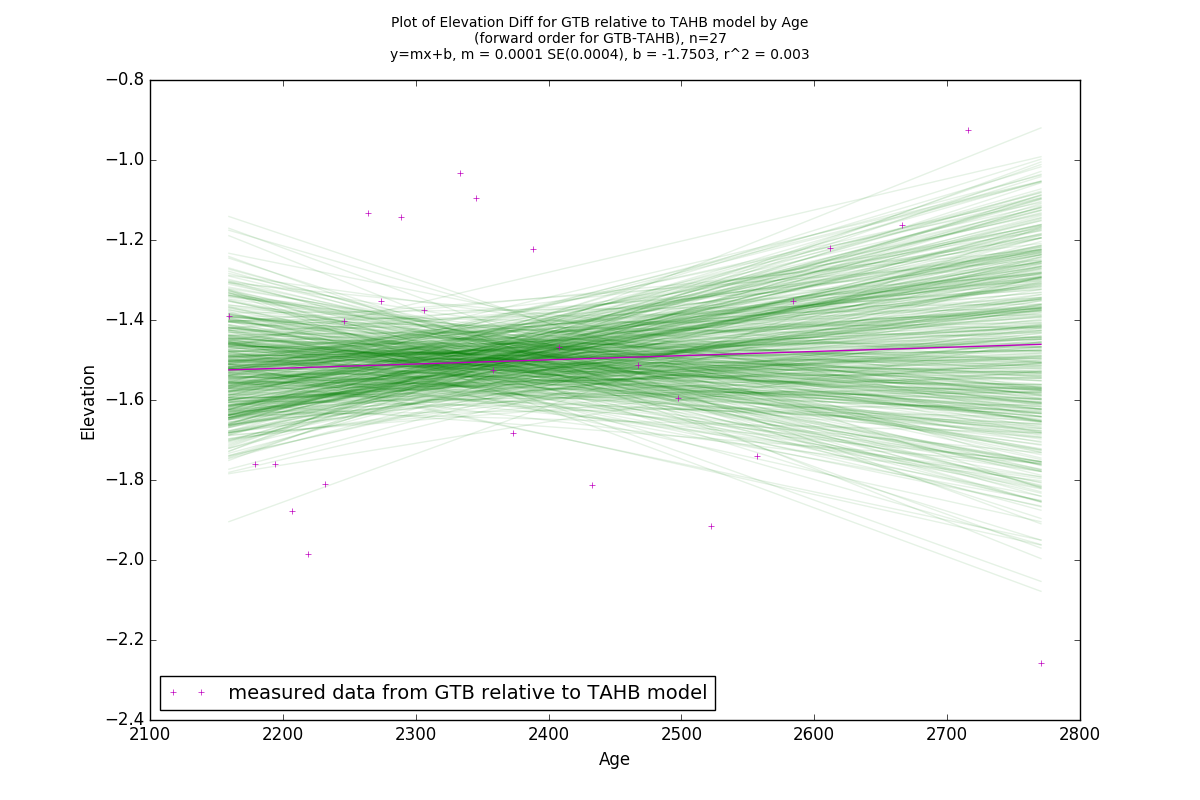 Plot of Elevation Diff for GTB relative to TAHB model by Age
(forward order for GTB-TAHB), n=27
y=mx+b, m = 0.0001 SE(0.0004), b = -1.7503, r^2 = 0.003
−0.8
−1.0
−1.2
−1.4
−1.6
−1.8
−2.0
−2.2
−2.4
Elevation
measured data from GTB relative to TAHB model
2100 2200 2300 2400 2500 2600 2700 2800
Age